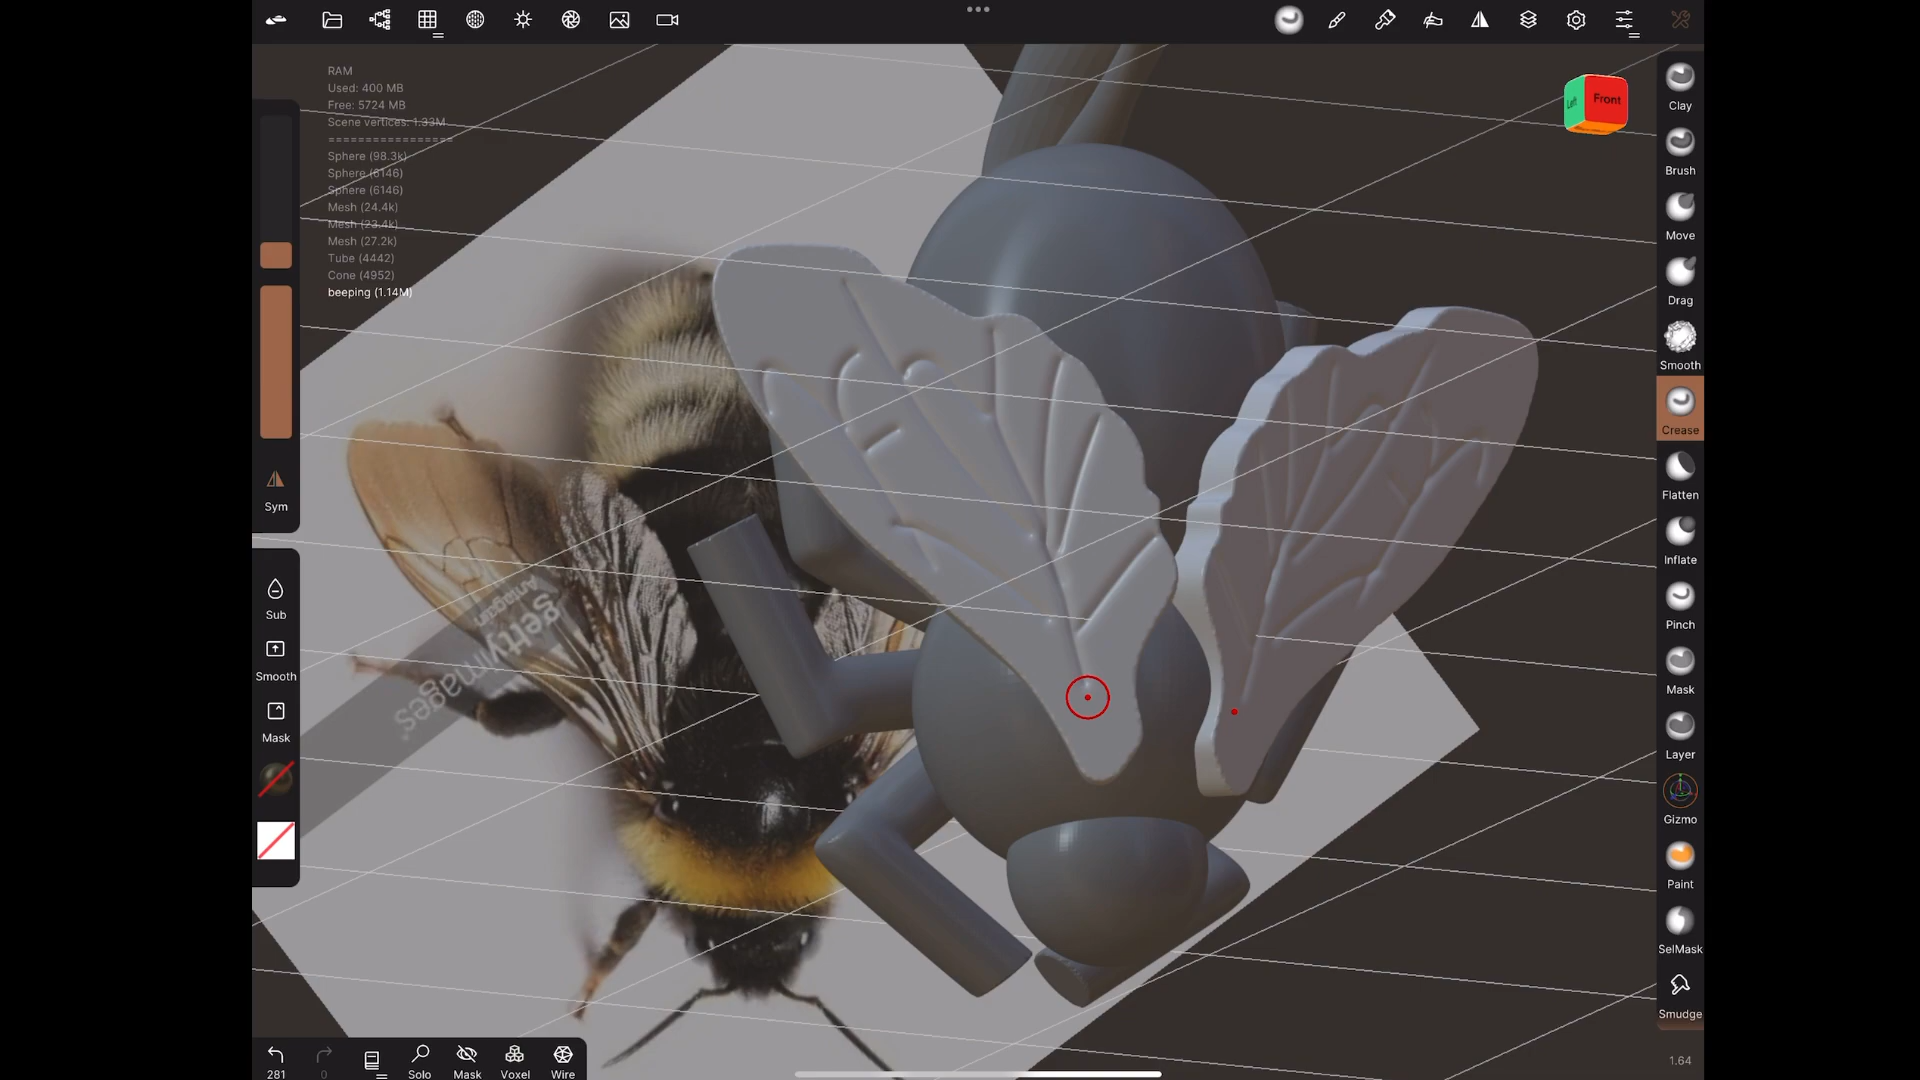 RAM
Used: 400 MB
Free: 5724 MB
Scene vertices: 1.33M
=================
Sphere (98.3k)
Sphere (6146)
Sphere (6146)
Mesh (24.4k)
Mesh (23.4k)
Mesh (27.2k)
Tube (4442)
Cone (4952)
beeping (1.14M)
Left
Front
Clay
Brush
Move
Drag
Smooth
Crease
Flatten
Inflate
Pinch
Mask
Layer
Gizmo
Paint
SelMask
Smudge
Sym
Sub
Smooth
Mask
gettyimages
281
0
Solo
Mask
Voxel
Wire
1.64